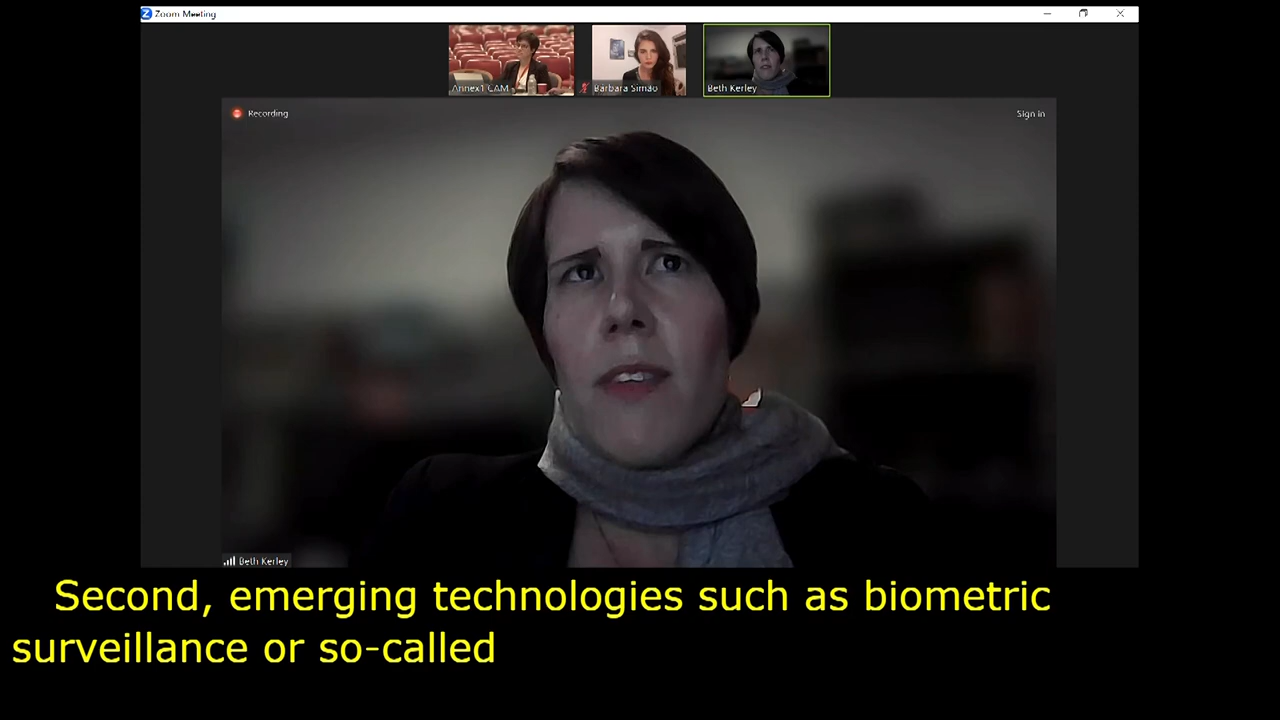 Zoom Meeting
Annex1 CAM
Bárbara Simão
Beth Kerley
Recording
Sign in
Beth Kerley
Second, emerging technologies such as biometric
surveillance or so-called